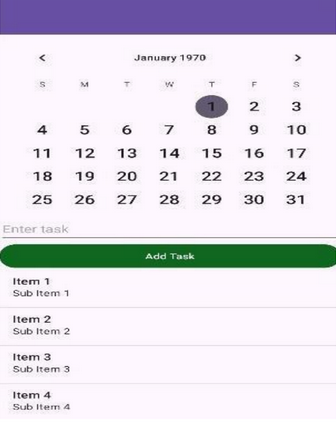 < January 1970 >
S M T W T F S
1 2 3
4 5 6 7 8 9 10
11 12 13 14 15 16 17
18 19 20 21 22 23 24
25 26 27 28 29 30 31
Enter task
Add Task
Item 1
Sub Item 1
Item 2
Sub Item 2
Item 3
Sub Item 3
Item 4
Sub Item 4